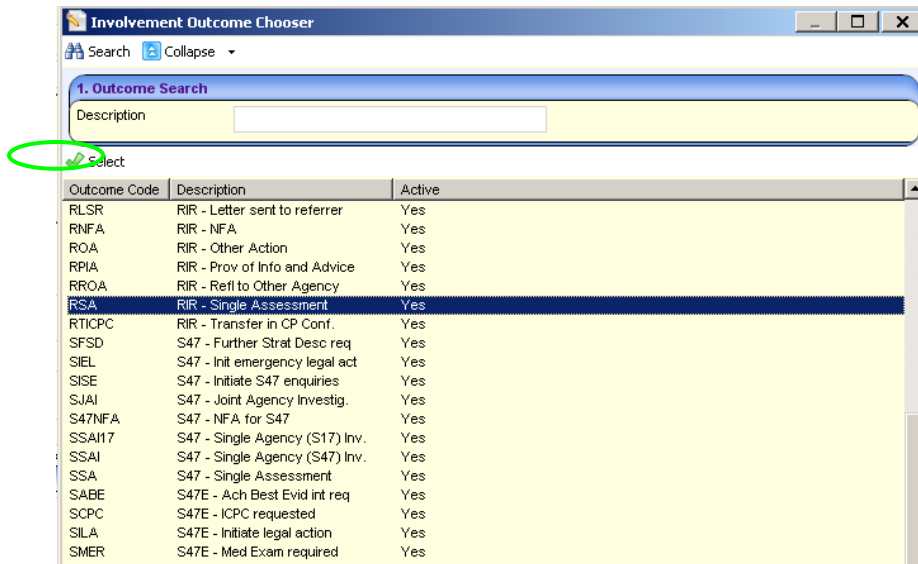 Involvement Outcome Chooser
Search Collapse
1. Outcome Search
Description
Select
Outcome Code Description Active
RLSR RIR - Letter sent to referrer Yes
RNFA RIR - NFA Yes
ROA RIR - Other Action Yes
RPIA RIR - Prov of Info and Advice Yes
RROA RIR - Refl to Other Agency Yes
RSA RIR - Single Assessment Yes
RTICPC RIR - Transfer in CP Conf. Yes
SFSD S47 - Further Strat Desc req Yes
SIEL S47 - Init emergency legal act Yes
SISE S47 - Initiate S47 enquiries Yes
SJAI S47 - Joint Agency Investig. Yes
S47NFA S47 - NFA for S47 Yes
SSAI17 S47 - Single Agency (S17) Inv. Yes
SSAI S47 - Single Agency (S47) Inv. Yes
SSA S47 - Single Assessment Yes
SABE S47E - Ach Best Evid int req Yes
SCPC S47E - ICPC requested Yes
SILA S47E - Initiate legal action Yes
SMER S47E - Med Exam required Yes